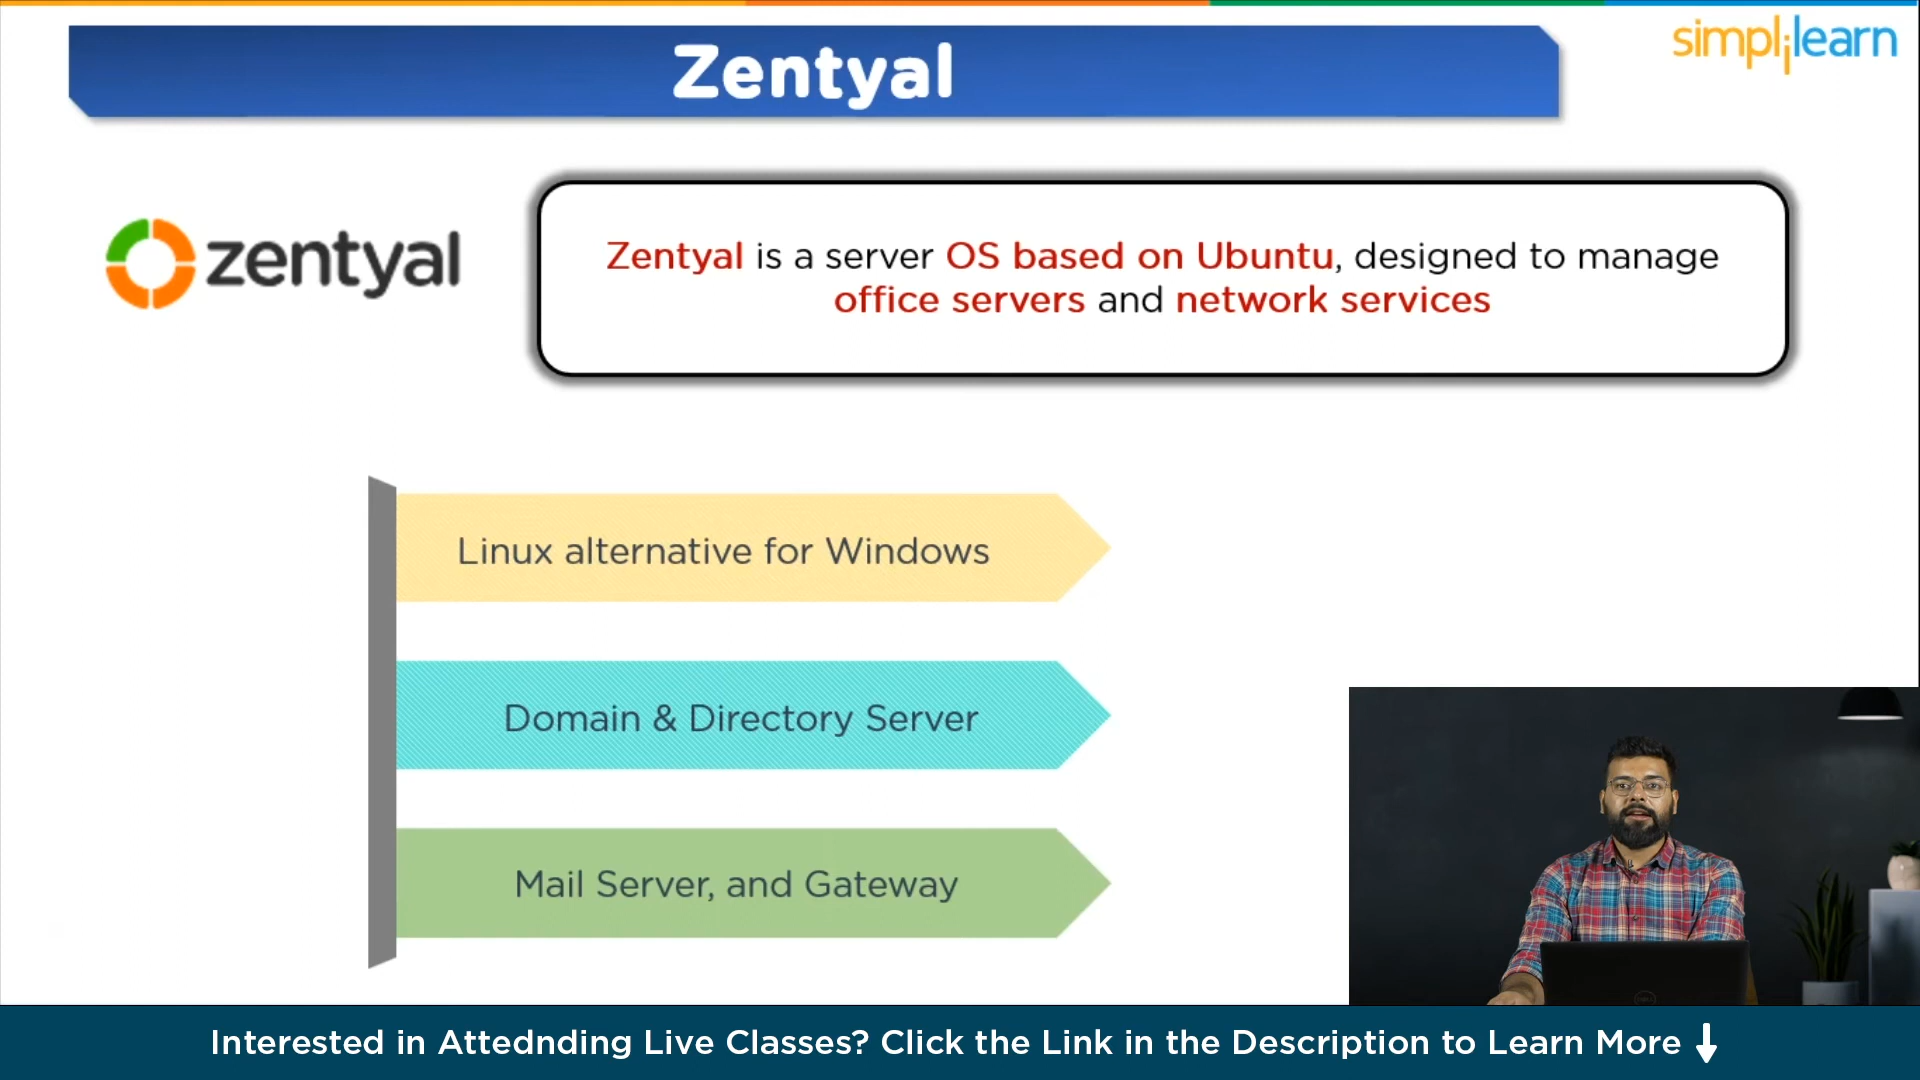 Zentyal
simplilearn
zentyal
Zentyal is a server OS based on Ubuntu, designed to manage
office servers and network services
Linux alternative for Windows
Domain & Directory Server
Mail Server, and Gateway
Interested in Attednding Live Classes? Click the Link in the Description to Learn More